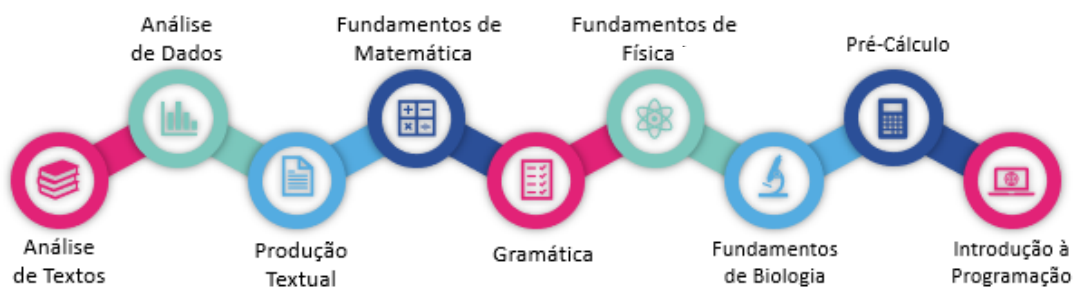 Análise
de Textos
Análise
de Dados
Produção
Textual
Fundamentos de
Matemática
Gramática
Fundamentos de
Física
Fundamentos
de Biologia
Pré-Cálculo
Introdução à
Programação